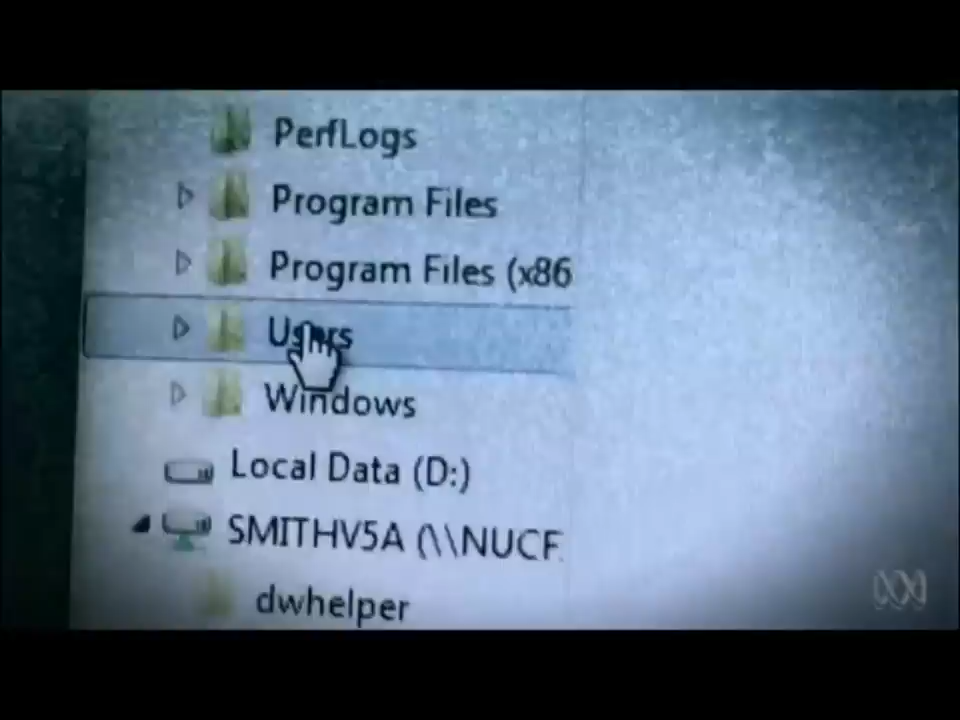 PerfLogs
Program Files
Program Files (x86
Users
Windows
Local Data (D:)
SMITHV5A (\\NUCF
dwhelper